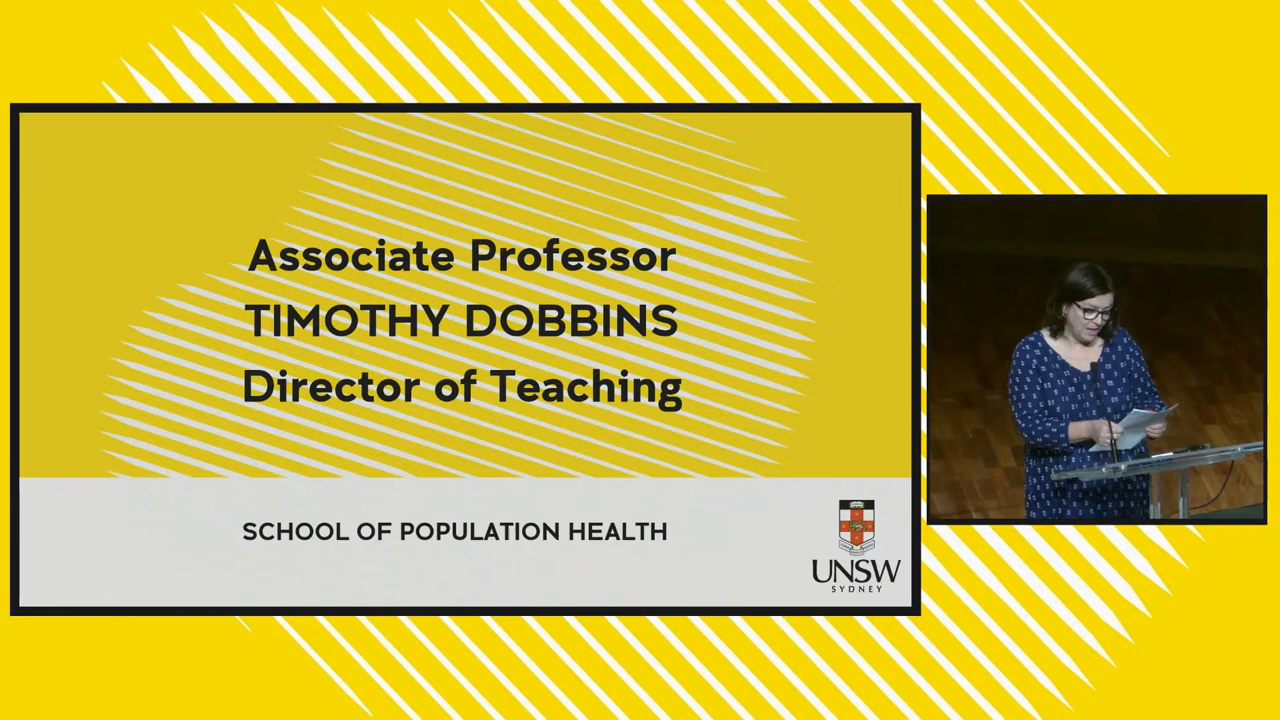 Associate Professor
TIMOTHY DOBBINS
Director of Teaching
SCHOOL OF POPULATION HEALTH
UNSW
SYDNEY